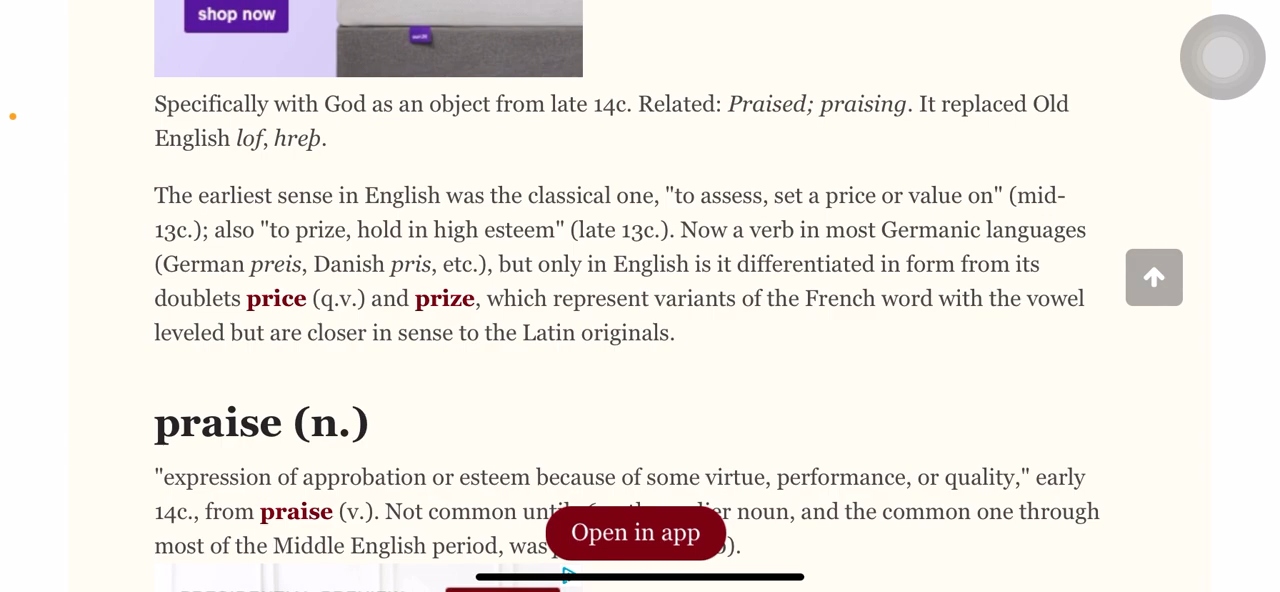 shop now
Specifically with God as an object from late 14c. Related: Praised; praising. It replaced Old
English lof, hreþ.
The earliest sense in English was the classical one, "to assess, set a price or value on" (mid-
13c.); also "to prize, hold in high esteem" (late 13c.). Now a verb in most Germanic languages
(German preis, Danish pris, etc.), but only in English is it differentiated in form from its
doublets price (q.v.) and prize, which represent variants of the French word with the vowel
leveled but are closer in sense to the Latin originals.
praise (n.)
"expression of approbation or esteem because of some virtue, performance, or quality," early
14c., from praise (v.). Not common noun, and the common one through
most of the Middle English period, was
Open in app